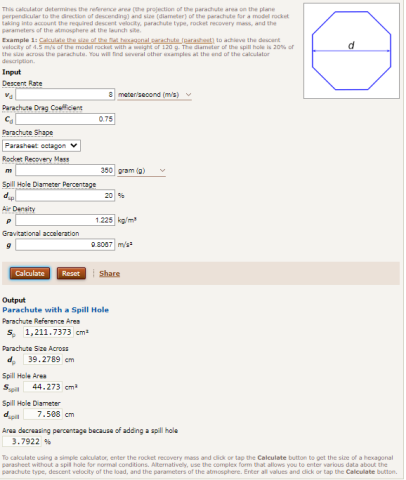 This calculator determines the reference area (the projection of the parachute area on the plane
perpendicular to the direction of descending) and size (diameter) of the parachute for a model rocket
taking into account the required descent velocity, parachute type, rocket recovery mass, and the
parameters of the atmosphere at the launch site.
Example 1: Calculate the size of the flat hexagonal parachute (parasheet) to achieve the descent
velocity of 4.5 m/s of the model rocket with a weight of 120 g. The diameter of the spill hole is 20% of
the size across the parachute. You will find several other examples at the end of the calculator
description.
d
Input
Descent Rate
vd 8 meter/second (m/s)
Parachute Drag Coefficient
Cd 0.75
Parachute Shape
Parasheet octagon
Rocket Recovery Mass
m 350 gram (g)
Spill Hole Diameter Percentage
dsp 20 %
Air Density
ρ 1.225 kg/m³
Gravitational acceleration
g 9.8067 m/s²
Calculate Reset | Share
Output
Parachute with a Spill Hole
Parachute Reference Area
Sp 1,211.7373 cm²
Parachute Size Across
dp 39.2789 cm
Spill Hole Area
Sspill 44.273 cm²
Spill Hole Diameter
dspill 7.508 cm
Area decreasing percentage because of adding a spill hole
3.7922 %
To calculate using a simple calculator, enter the rocket recovery mass and click or tap the Calculate button to get the size of a hexagonal
parasheet without a spill hole for normal conditions. Alternatively, use the complex form that allows you to enter various data about the
parachute type, descent velocity of the load, and the parameters of the atmosphere. Enter all values and click or tap the Calculate button.